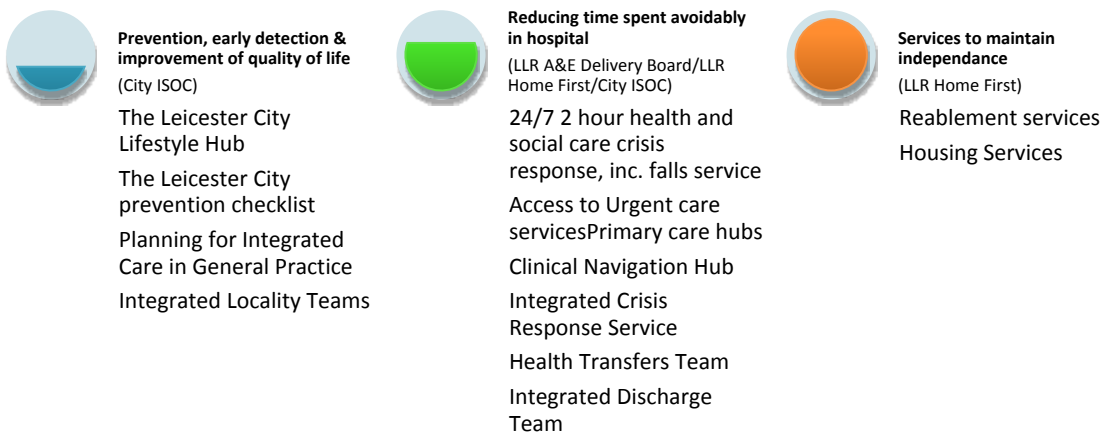 Prevention, early detection &
improvement of quality of life
(City ISOC)
The Leicester City
Lifestyle Hub
The Leicester City
prevention checklist
Planning for Integrated
Care in General Practice
Integrated Locality Teams
Reducing time spent avoidably
in hospital
(LLR A&E Delivery Board/LLR
Home First/City ISOC)
24/7 2 hour health and
social care crisis
response, inc. falls service
Access to Urgent care
servicesPrimary care hubs
Clinical Navigation Hub
Integrated Crisis
Response Service
Health Transfers Team
Integrated Discharge
Team
Services to maintain
independence
(LLR Home First)
Reablement services
Housing Services